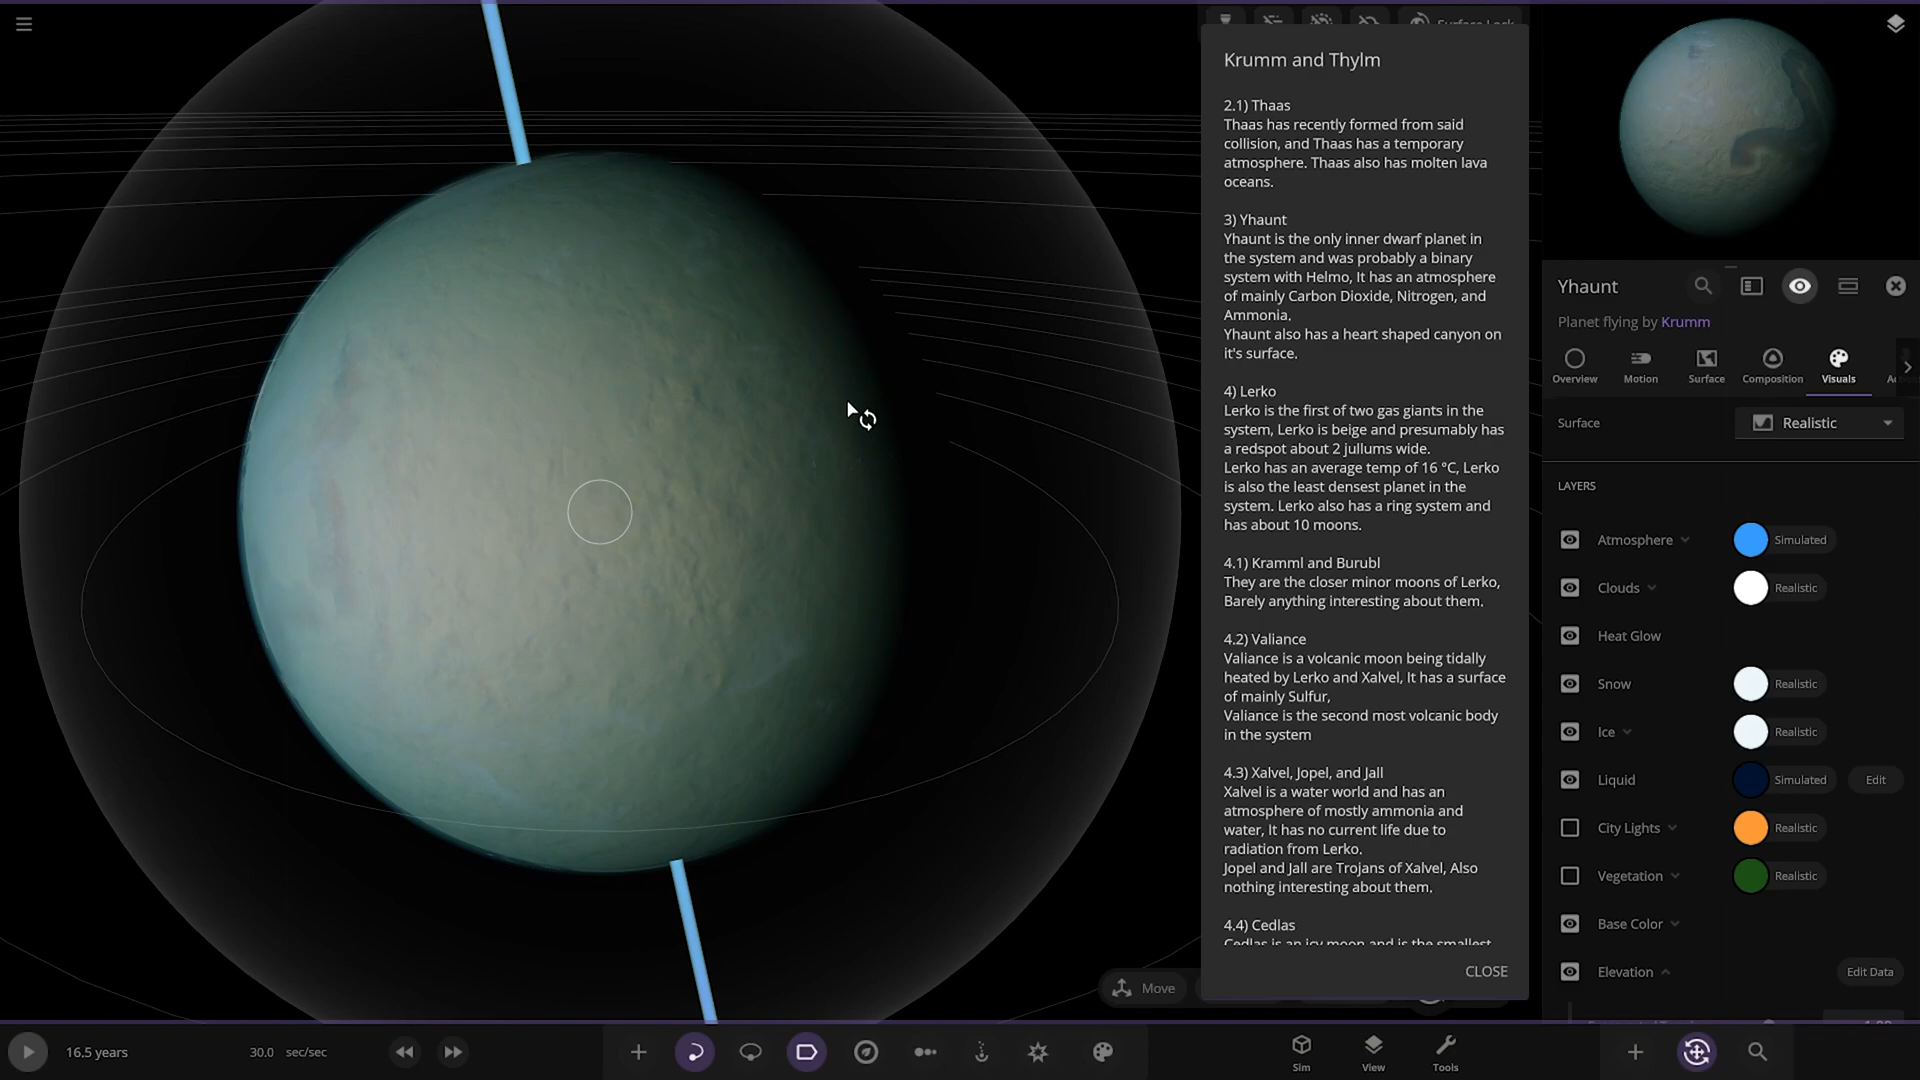 Surface Lock
Krumm and Thylm
2.1) Thaas
Thaas has recently formed from said
collision, and Thaas has a temporary
atmosphere. Thaas also has molten lava
oceans.
3) Yhaunt
Yhaunt is the only inner dwarf planet in
the system and was probably a binary
system with Helmo, It has an atmosphere
of mainly Carbon Dioxide, Nitrogen, and
Ammonia.
Yhaunt also has a heart shaped canyon on
it's surface.
4) Lerko
Lerko is the first of two gas giants in the
system, Lerko is beige and presumably has
a redspot about 2 jullums wide.
Lerko has an average temp of 16 °C, Lerko
is also the least densest planet in the
system. Lerko also has a ring system and
has about 10 moons.
4.1) Kramml and Burubl
They are the closer minor moons of Lerko,
Barely anything interesting about them.
4.2) Valiance
Valiance is a volcanic moon being tidally
heated by Lerko and Xalvel, It has a surface
of mainly Sulfur,
Valiance is the second most volcanic body
in the system
4.3) Xalvel, Jopel, and Jall
Xalvel is a water world and has an
atmosphere of mostly ammonia and
water, It has no current life due to
radiation from Lerko.
Jopel and Jall are Trojans of Xalvel, Also
nothing interesting about them.
4.4) Cedlas
Cedlas is an icy moon and is the smallest
CLOSE
Move
Yhaunt
Planet flying by Krumm
Overview Motion Surface Composition Visuals
Surface Realistic
LAYERS
Atmosphere Simulated
Clouds Realistic
Heat Glow
Snow Realistic
Ice Realistic
Liquid Simulated Edit
City Lights Realistic
Vegetation Realistic
Base Color
Elevation Edit Data
16.5 years 30.0 sec/sec Sim View Tools